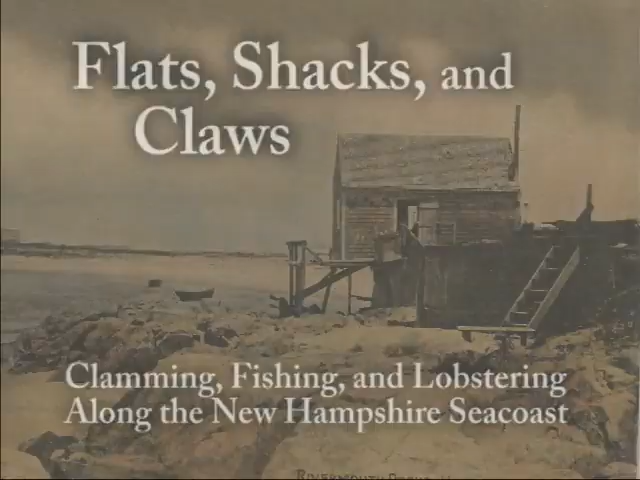 Flats, Shacks, and
Claws
Clamming, Fishing, and Lobstering
Along the New Hampshire Seacoast